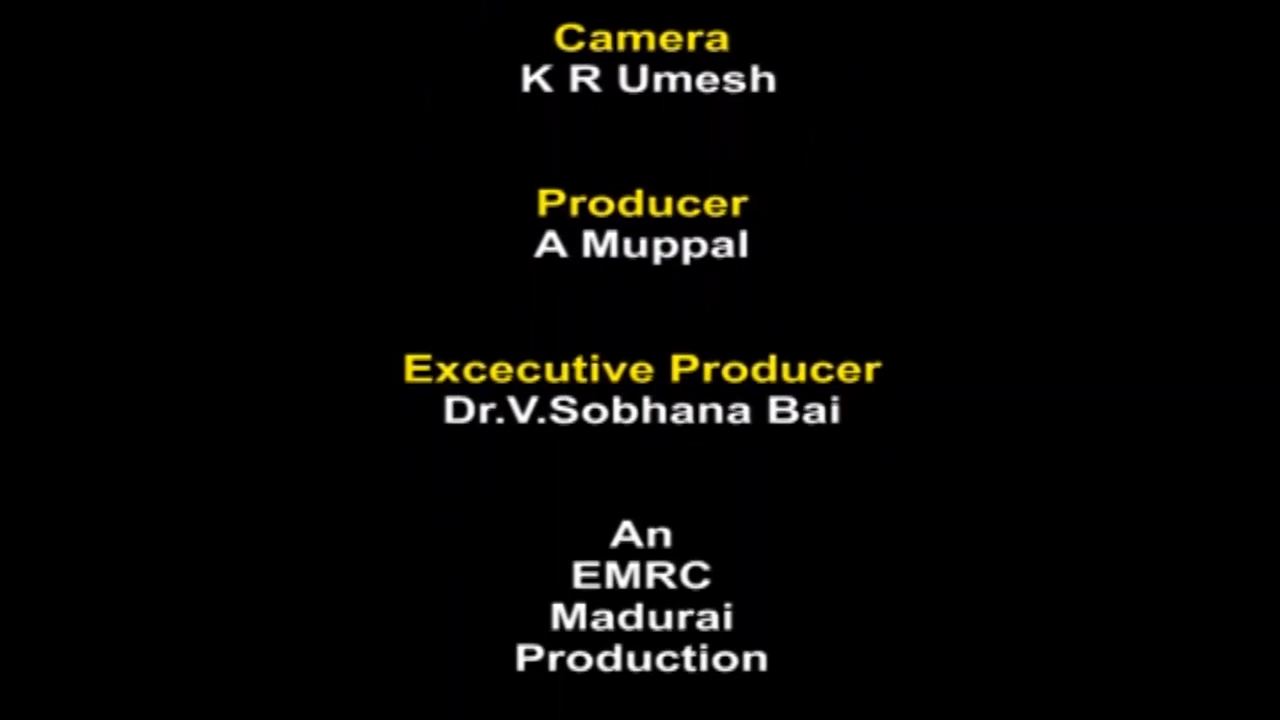 Camera
K R Umesh
Producer
A Muppal
Excecutive Producer
Dr.V.Sobhana Bai
An
EMRC
Madurai
Production